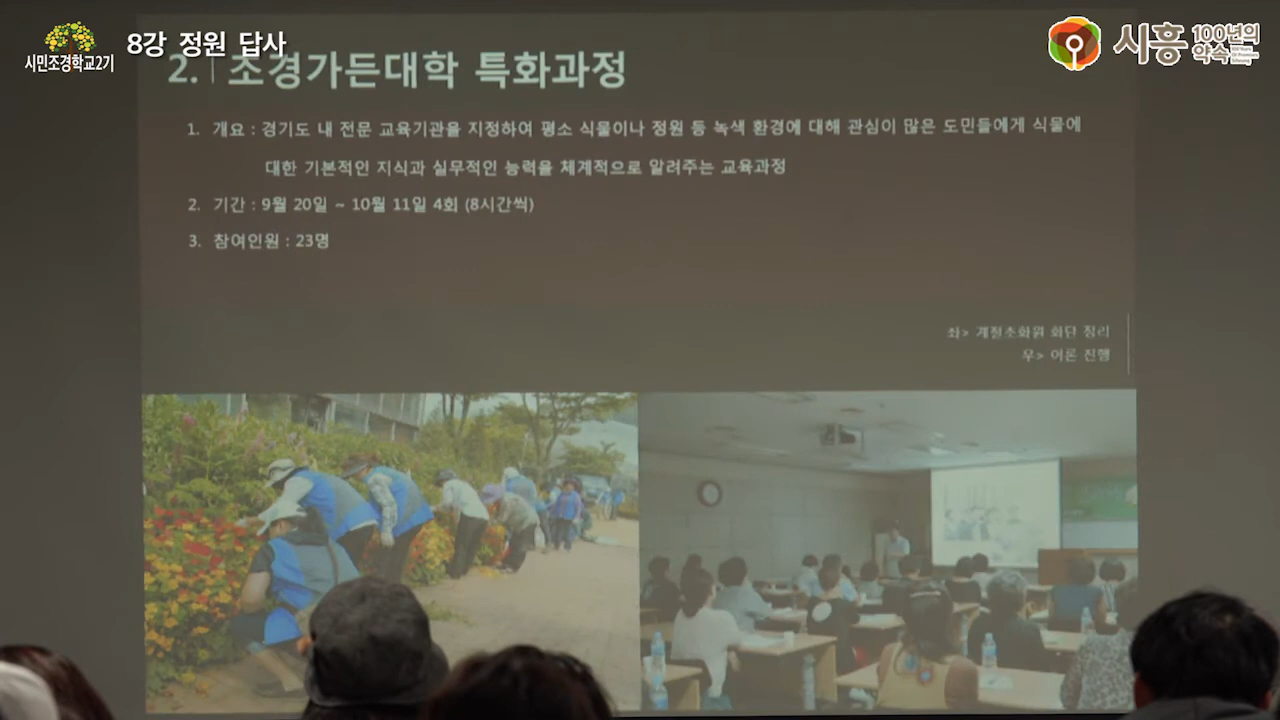 시민조경학교2기
8강 정원 답사
시흥 100년의 약속
2. 조경가든대학 특화과정
1. 개요 : 경기도 내 전문 교육기관을 지정하여 평소 식물이나 정원 등 녹색 환경에 대해 관심이 많은 도민들에게 식물에
대한 기본적인 지식과 실무적인 능력을 체계적으로 알려주는 교육과정
2. 기간 : 9월 20일 ~ 10월 11일 4회 (8시간씩)
3. 참여인원 : 23명
좌> 계절초화원 화단 정리
우> 이론 진행